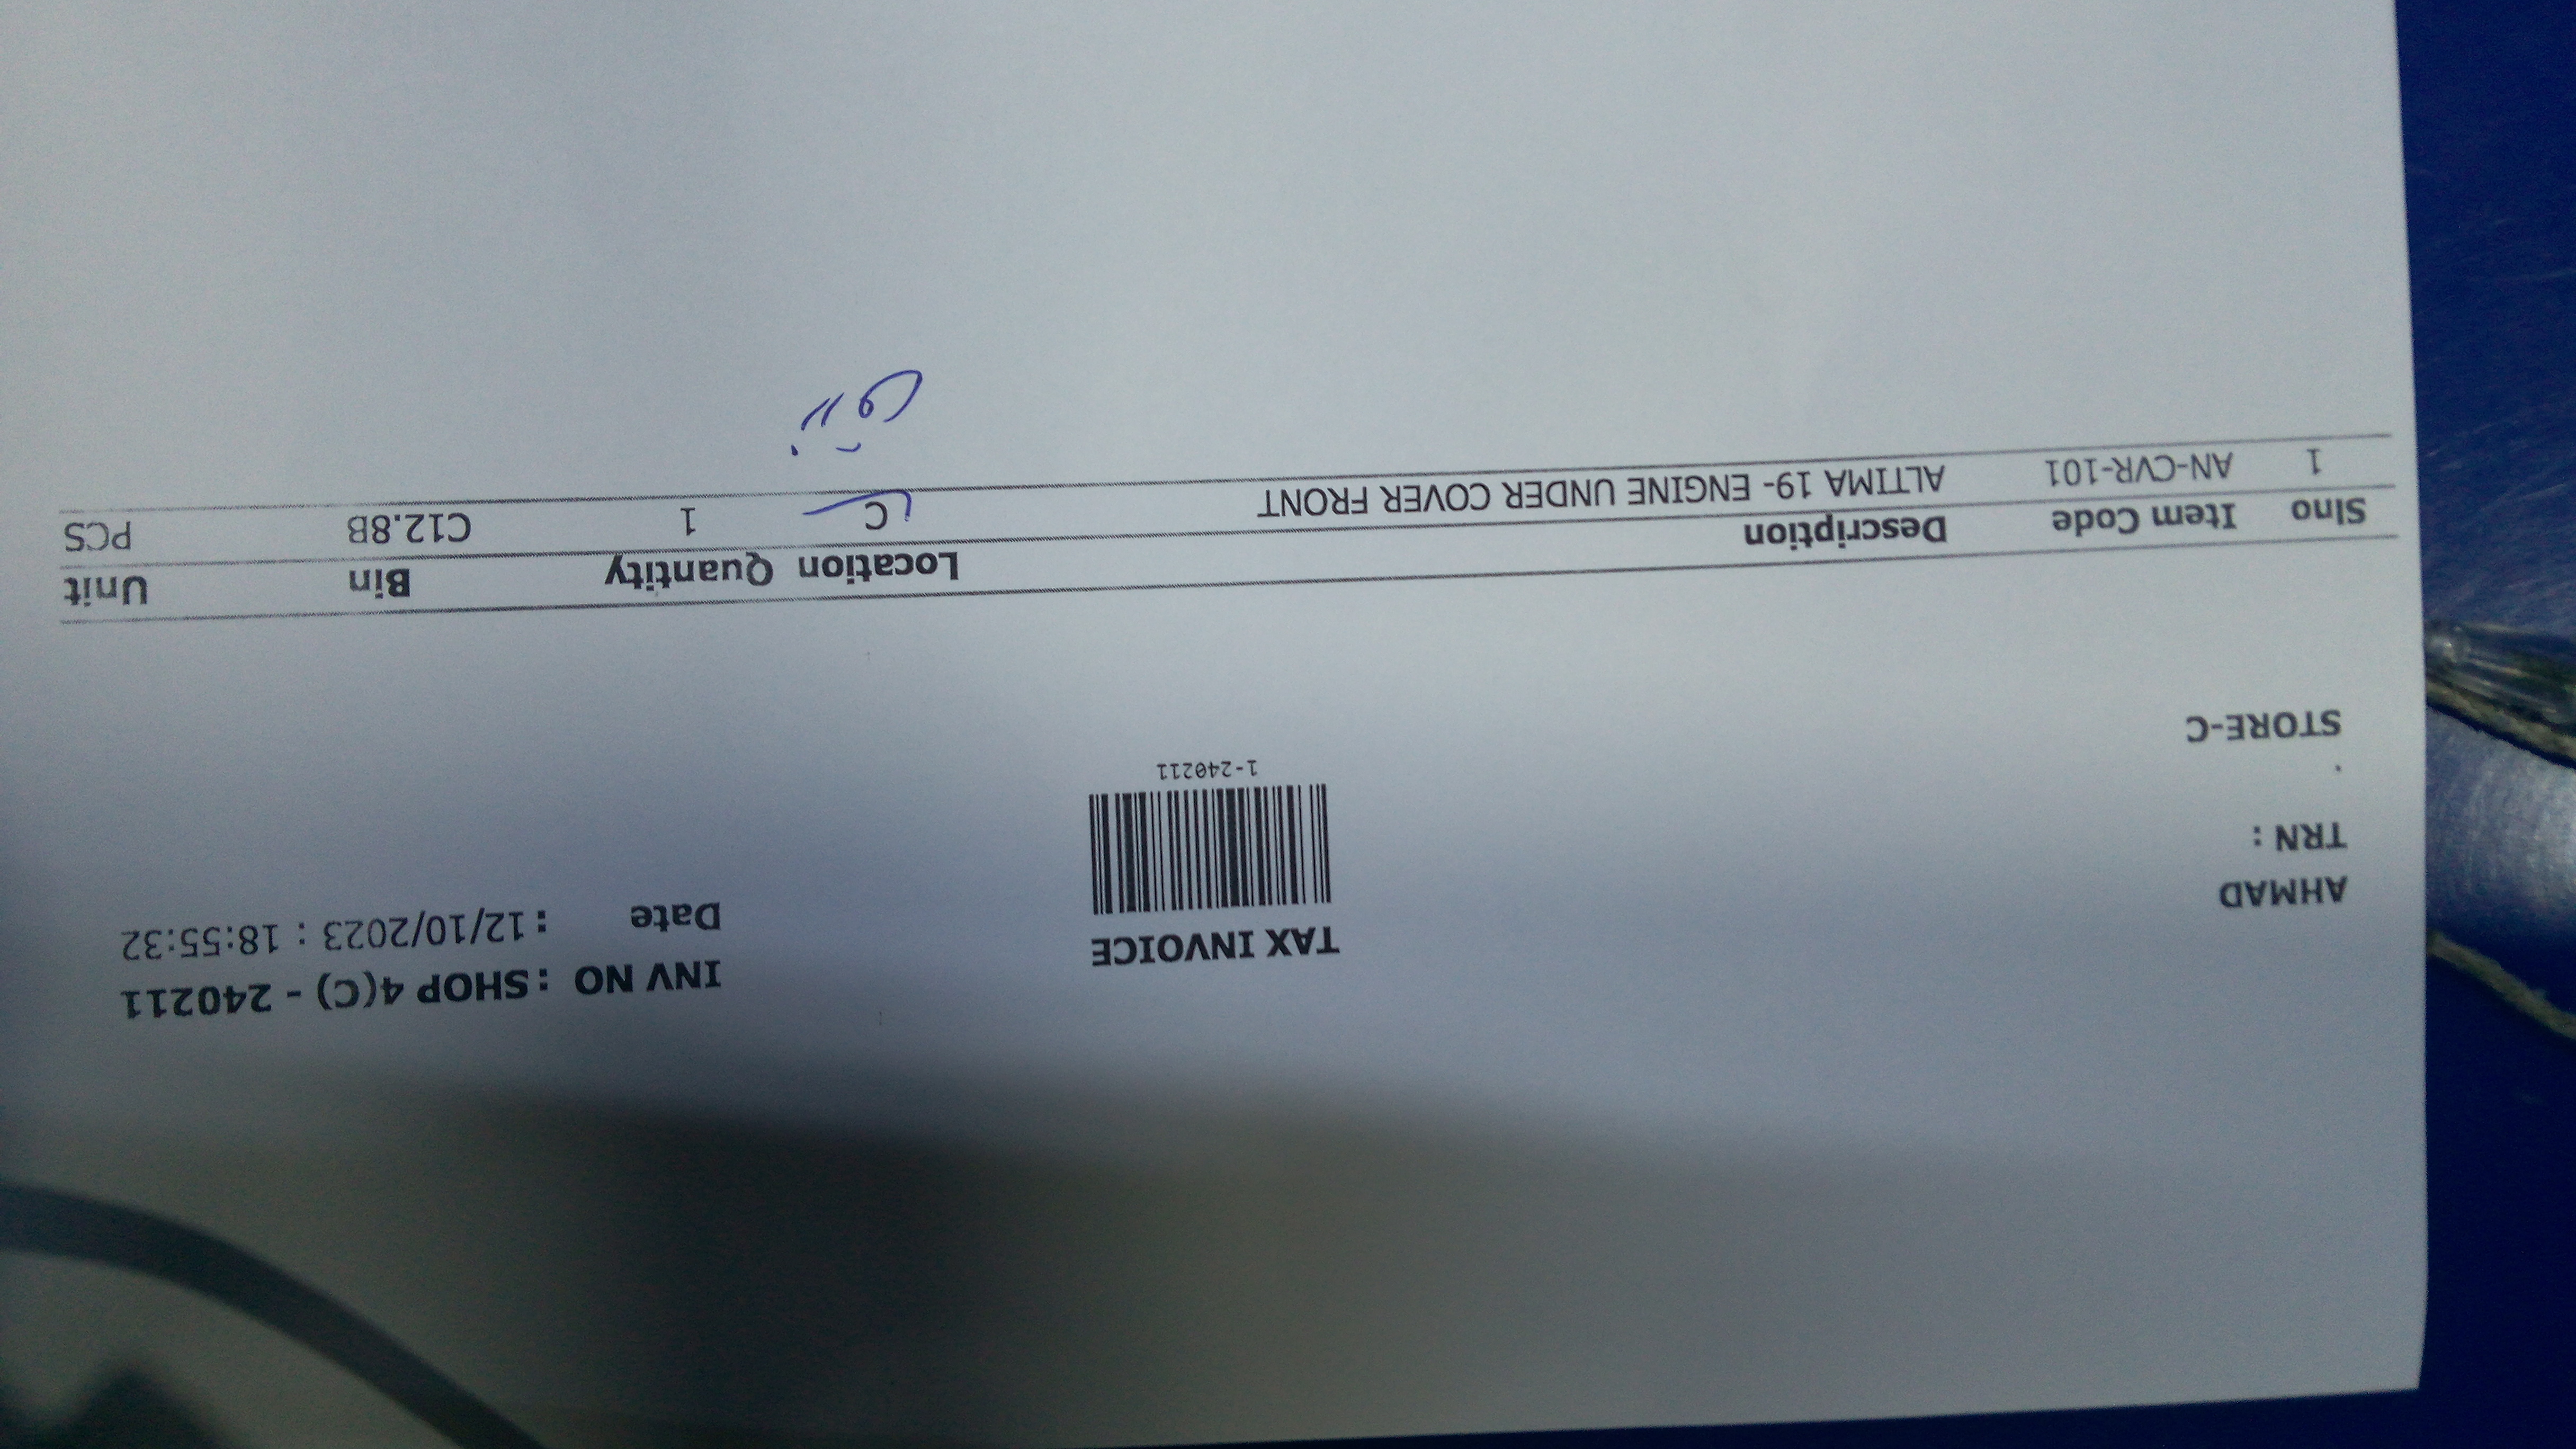 TAX INVOICE
1-240211
INV NO : SHOP 4(C) - 240211
Date : 12/10/2023 : 18:55:32
AHMAD
TRN :
.
STORE-C
Slno Item Code Description Location Quantity Bin Unit
1 AN-CVR-101 ALTIMA 19- ENGINE UNDER COVER FRONT C 1 C12.8B PCS